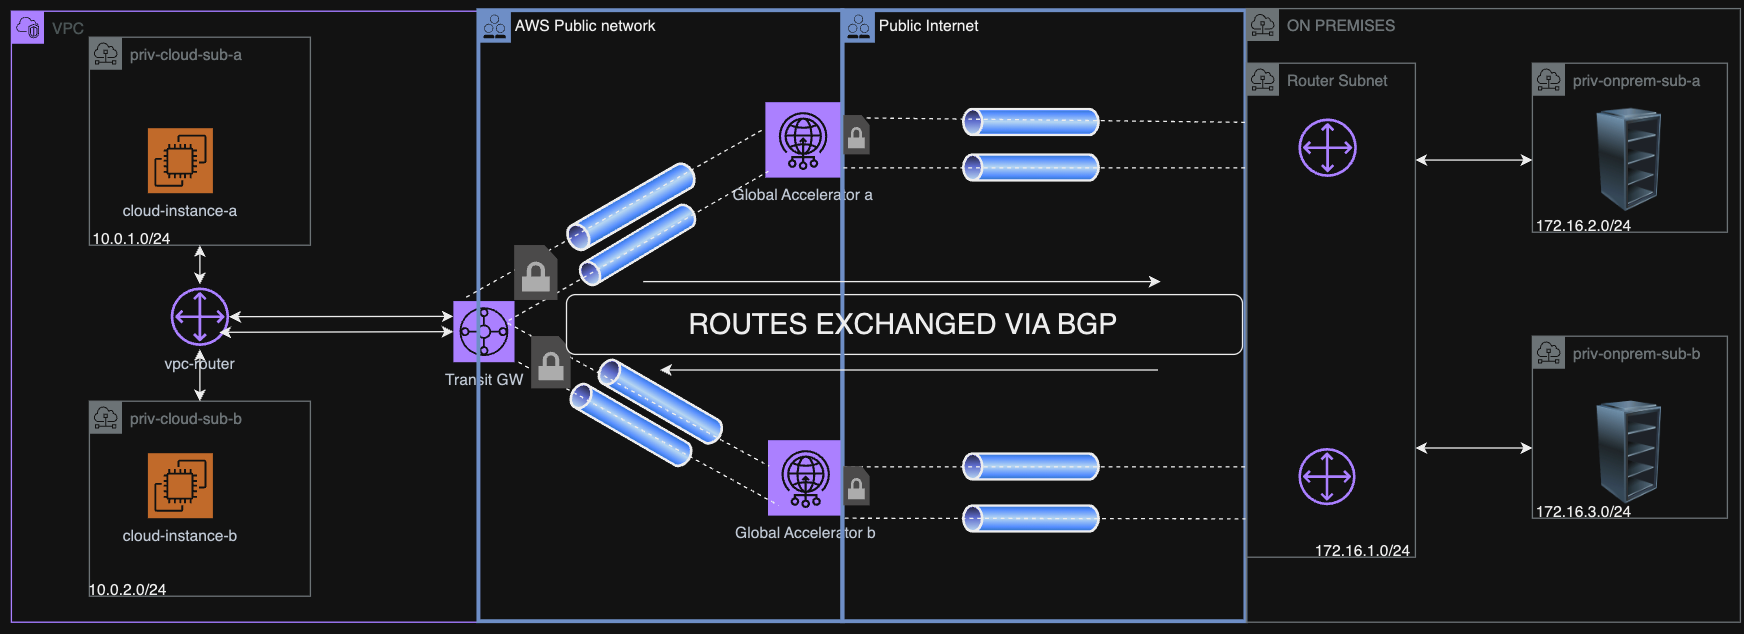 VPC
priv-cloud-sub-a
cloud-instance-a
10.0.1.0/24
vpc-router
priv-cloud-sub-b
cloud-instance-b
10.0.2.0/24
AWS Public network
Transit GW
Global Accelerator a
Global Accelerator b
Public Internet
ROUTES EXCHANGED VIA BGP
ON PREMISES
Router Subnet
172.16.1.0/24
priv-onprem-sub-a
172.16.2.0/24
priv-onprem-sub-b
172.16.3.0/24